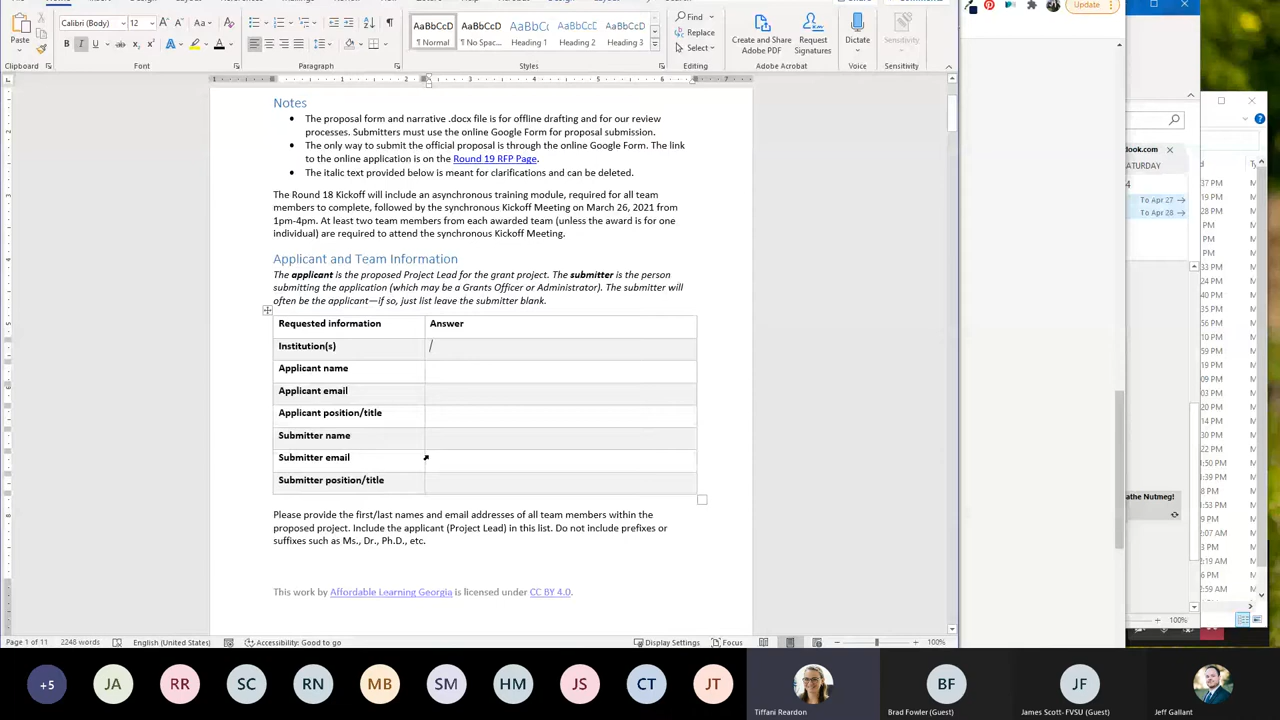 Update
Calibri (Body)
12
Paste
AaBbCcD
AaBbCcD
AaBbCcD
AaBbCcD
AaBbCcD
¶ Normal
¶ No Spac...
Heading 1
Heading 2
Heading 3
Find
Replace
Select
Create and Share
Adobe PDF
Request
Signatures
Dictate
Sensitivity
Clipboard
Font
Paragraph
Styles
Editing
Adobe Acrobat
Voice
Sensitivity
Notes
• The proposal form and narrative .docx file is for offline drafting and for our review
processes. Submitters must use the online Google Form for proposal submission.
• The only way to submit the official proposal is through the online Google Form. The link
to the online application is on the Round 19 RFP Page.
• The italic text provided below is meant for clarifications and can be deleted.
The Round 18 Kickoff will include an asynchronous training module, required for all team
members to complete, followed by the synchronous Kickoff Meeting on March 26, 2021 from
1pm-4pm. At least two team members from each awarded team (unless the award is for one
individual) are required to attend the synchronous Kickoff Meeting.
Applicant and Team Information
The applicant is the proposed Project Lead for the grant project. The submitter is the person
submitting the application (which may be a Grants Officer or Administrator). The submitter will
often be the applicant—if so, just list leave the submitter blank.
Requested information Answer
Institution(s)
Applicant name
Applicant email
Applicant position/title
Submitter name
Submitter email
Submitter position/title
Please provide the first/last names and email addresses of all team members within the
proposed project. Include the applicant (Project Lead) in this list. Do not include prefixes or
suffixes such as Ms., Dr., Ph.D., etc.
This work by Affordable Learning Georgia is licensed under CC BY 4.0.
Page 1 of 11 2248 words English (United States) Accessibility: Good to go Display Settings Focus 100%
look.com
SATURDAY
4
To Apr 27
To Apr 28
athe Nutmeg!
100%
+5 JA RR SC RN MB SM HM JS CT JT BF JF
Tiffani Reardon Brad Fowler (Guest) James Scott- FVSU (Guest) Jeff Gallant